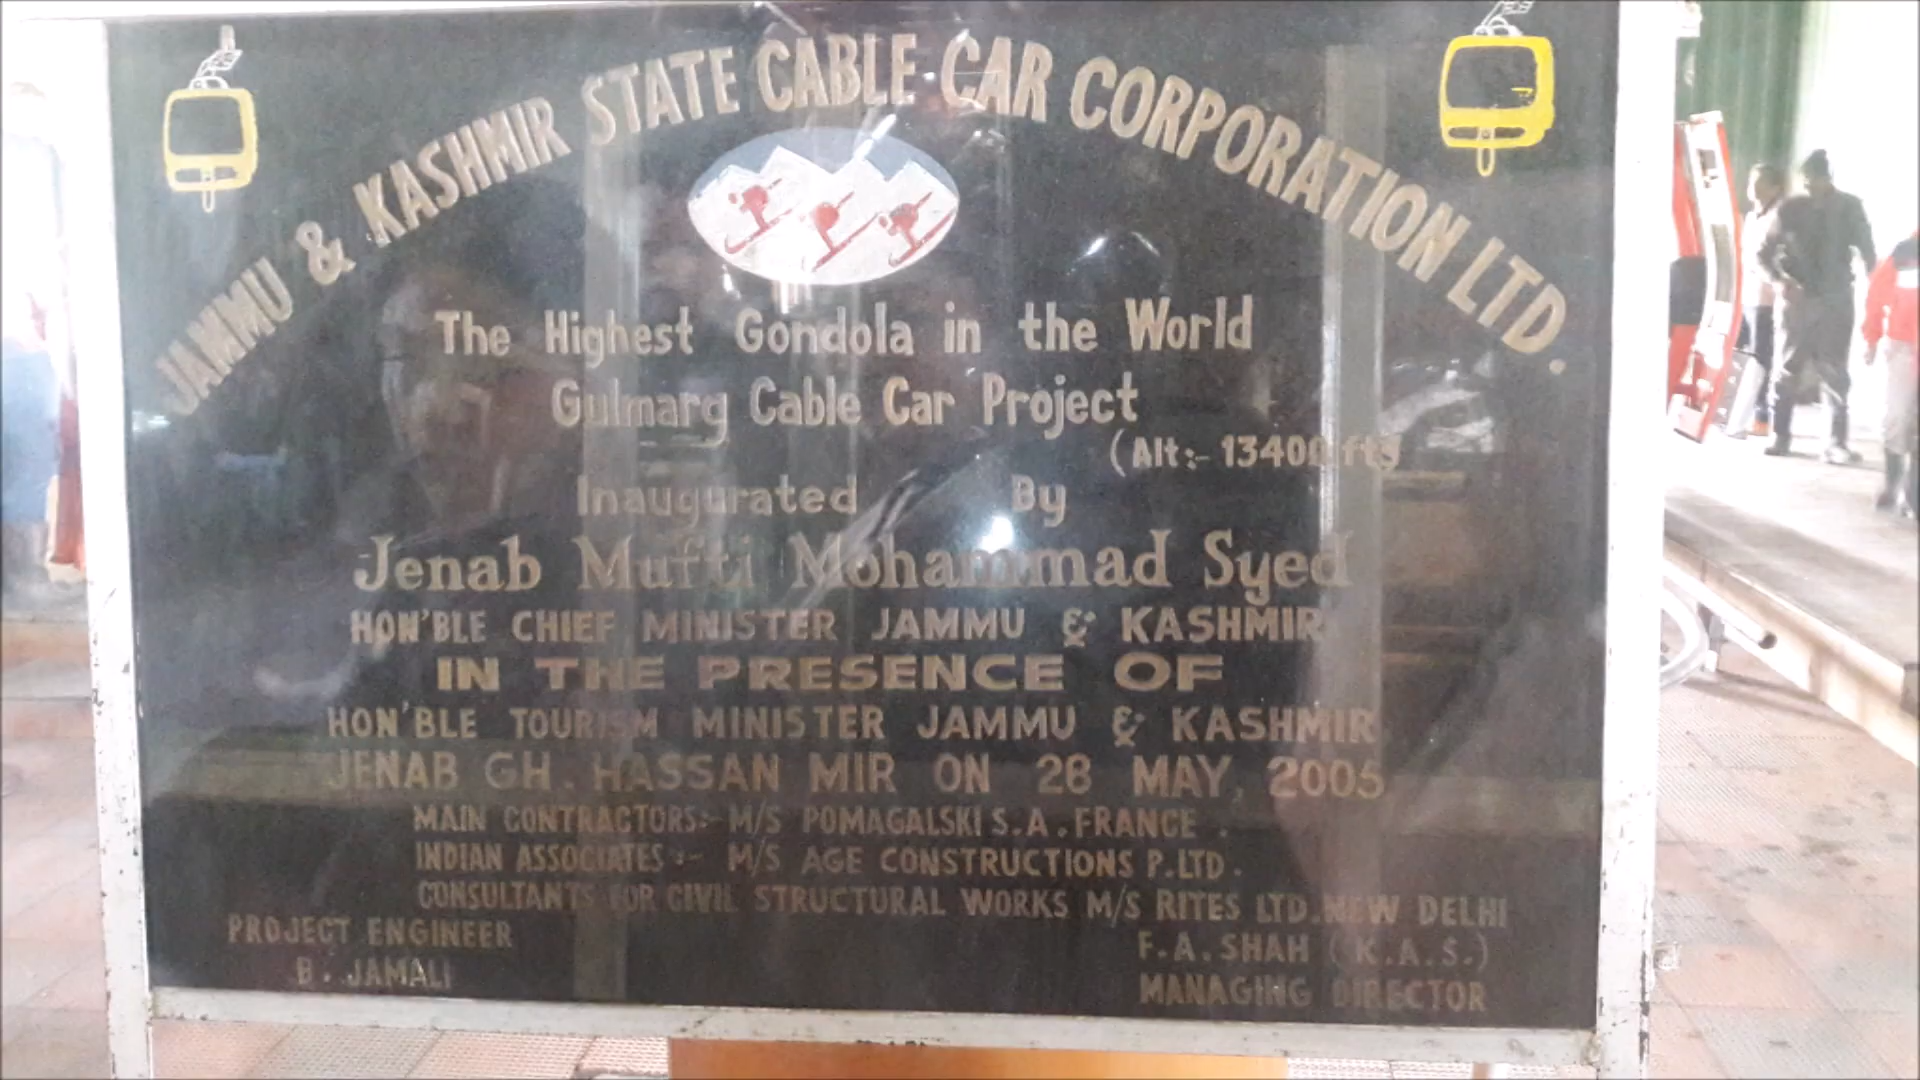 JAMMU & KASHMIR STATE CABLE CAR CORPORATION LTD.
The Highest Gondola in the World
Gulmarg Cable Car Project
(Alt:- 13400 fts
Inaugurated By
Jenab Mufti Mohammad Syed
HON'BLE CHIEF MINISTER JAMMU & KASHMIR
IN THE PRESENCE OF
HON'BLE TOURISM MINISTER JAMMU & KASHMIR
JENAB GH. HASSAN MIR ON 28 MAY, 2005
MAIN CONTRACTORS:- M/S POMAGALSKI S.A. FRANCE .
INDIAN ASSOCIATES :- M/S AGE CONSTRUCTIONS P.LTD.
CONSULTANTS FOR CIVIL STRUCTURAL WORKS M/S RITES LTD. NEW DELHI
PROJECT ENGINEER
B. JAMALI
F.A. SHAH (K.A.S.)
MANAGING DIRECTOR